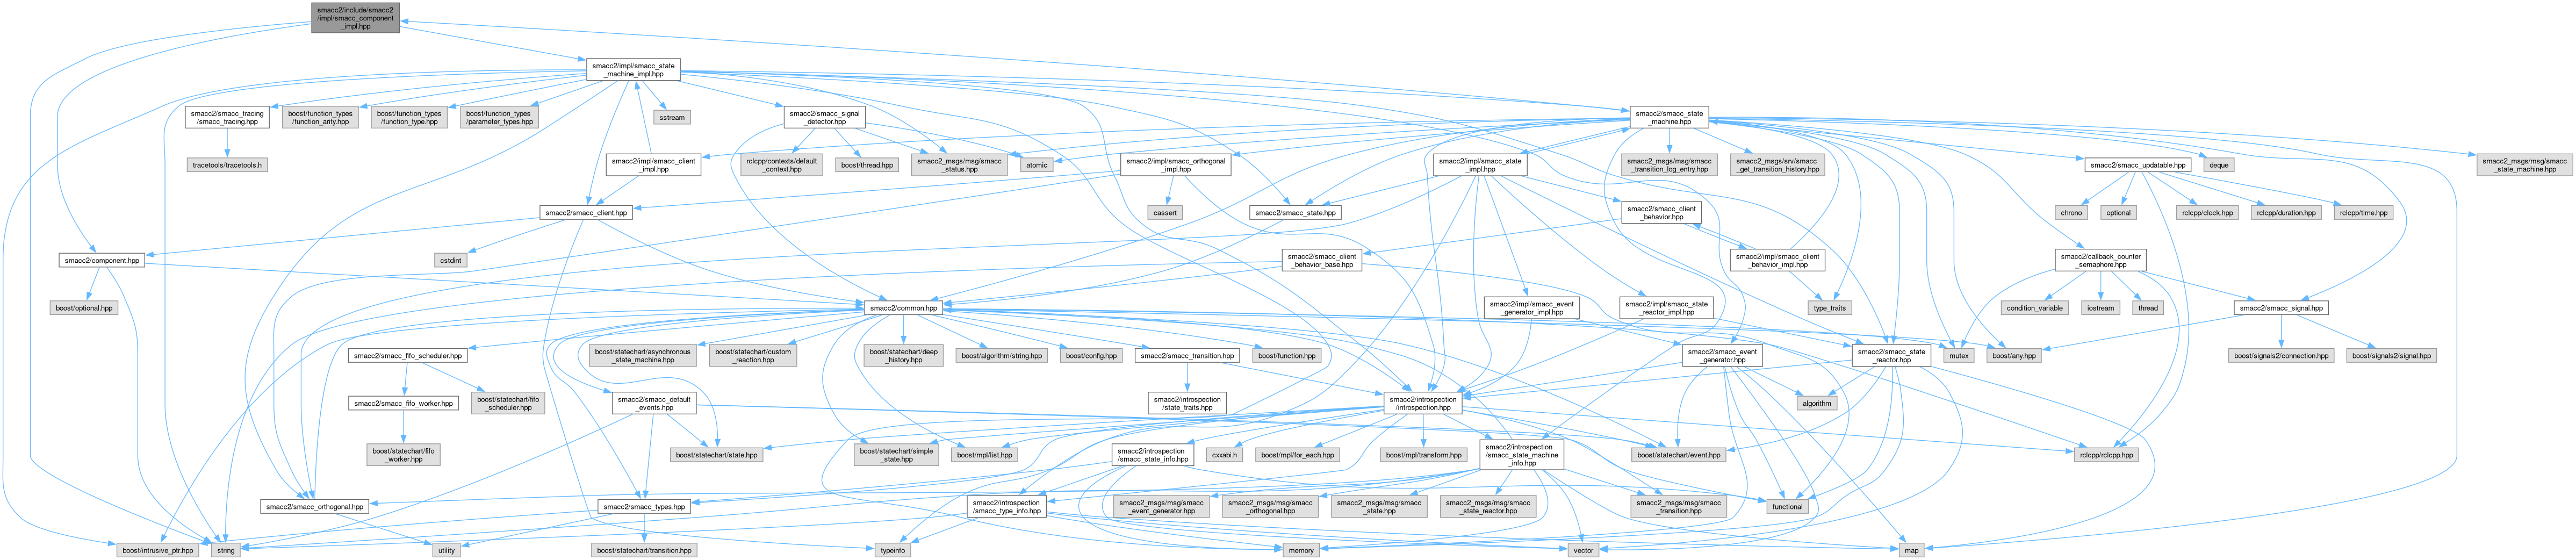 smacc2/include/smacc2
/impl/smacc_component
_impl.hpp
smacc2/impl/smacc_state
_machine_impl.hpp
smacc2/smacc_tracing
/smacc_tracing.hpp
boost/function_types
/function_arity.hpp
boost/function_types
/function_type.hpp
boost/function_types
/parameter_types.hpp
sstream
smacc2/smacc_signal
_detector.hpp
smacc2/smacc_state
_machine.hpp
tracetools/tracetools.h
smacc2/impl/smacc_client
_impl.hpp
rclcpp/contexts/default
_context.hpp
boost/thread.hpp
smacc2_msgs/msg/smacc
_status.hpp
atomic
smacc2/impl/smacc_orthogonal
_impl.hpp
smacc2/impl/smacc_state
_impl.hpp
smacc2_msgs/msg/smacc
_transition_log_entry.hpp
smacc2_msgs/srv/smacc
_get_transition_history.hpp
smacc2/smacc_updatable.hpp
deque
smacc2_msgs/msg/smacc
_state_machine.hpp
smacc2/smacc_client.hpp
cassert
smacc2/smacc_state.hpp
smacc2/smacc_client
_behavior.hpp
chrono
optional
rclcpp/clock.hpp
rclcpp/duration.hpp
rclcpp/time.hpp
smacc2/component.hpp
cstdint
smacc2/smacc_client
_behavior_base.hpp
smacc2/impl/smacc_client
_behavior_impl.hpp
smacc2/callback_counter
_semaphore.hpp
boost/optional.hpp
smacc2/common.hpp
smacc2/impl/smacc_event
_generator_impl.hpp
smacc2/impl/smacc_state
_reactor_impl.hpp
type_traits
condition_variable
iostream
thread
smacc2/smacc_signal.hpp
smacc2/smacc_fifo_scheduler.hpp
boost/statechart/asynchronous
_state_machine.hpp
boost/statechart/custom
_reaction.hpp
boost/statechart/deep
_history.hpp
boost/algorithm/string.hpp
boost/config.hpp
smacc2/smacc_transition.hpp
boost/function.hpp
smacc2/smacc_event
_generator.hpp
smacc2/smacc_state
_reactor.hpp
mutex
boost/any.hpp
boost/signals2/connection.hpp
boost/signals2/signal.hpp
smacc2/smacc_fifo_worker.hpp
boost/statechart/fifo
_scheduler.hpp
smacc2/smacc_default
_events.hpp
smacc2/introspection
/state_traits.hpp
smacc2/introspection
/introspection.hpp
algorithm
boost/statechart/fifo
_worker.hpp
boost/statechart/state.hpp
boost/statechart/simple
_state.hpp
boost/mpl/list.hpp
smacc2/introspection
/smacc_state_info.hpp
cxxabi.h
boost/mpl/for_each.hpp
boost/mpl/transform.hpp
smacc2/introspection
/smacc_state_machine
_info.hpp
boost/statechart/event.hpp
rclcpp/rclcpp.hpp
smacc2/smacc_orthogonal.hpp
smacc2/smacc_types.hpp
smacc2/introspection
/smacc_type_info.hpp
smacc2_msgs/msg/smacc
_event_generator.hpp
smacc2_msgs/msg/smacc
_orthogonal.hpp
smacc2_msgs/msg/smacc
_state.hpp
smacc2_msgs/msg/smacc
_state_reactor.hpp
smacc2_msgs/msg/smacc
_transition.hpp
functional
boost/intrusive_ptr.hpp
string
utility
boost/statechart/transition.hpp
typeinfo
memory
vector
map